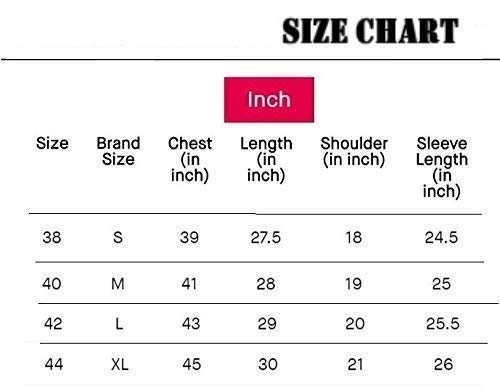 SIZE CHART
Inch
Size Brand Size Chest (in inch) Length (in inch) Shoulder (in inch) Sleeve Length (in inch)
38 S 39 27.5 18 24.5
40 M 41 28 19 25
42 L 43 29 20 25.5
44 XL 45 30 21 26